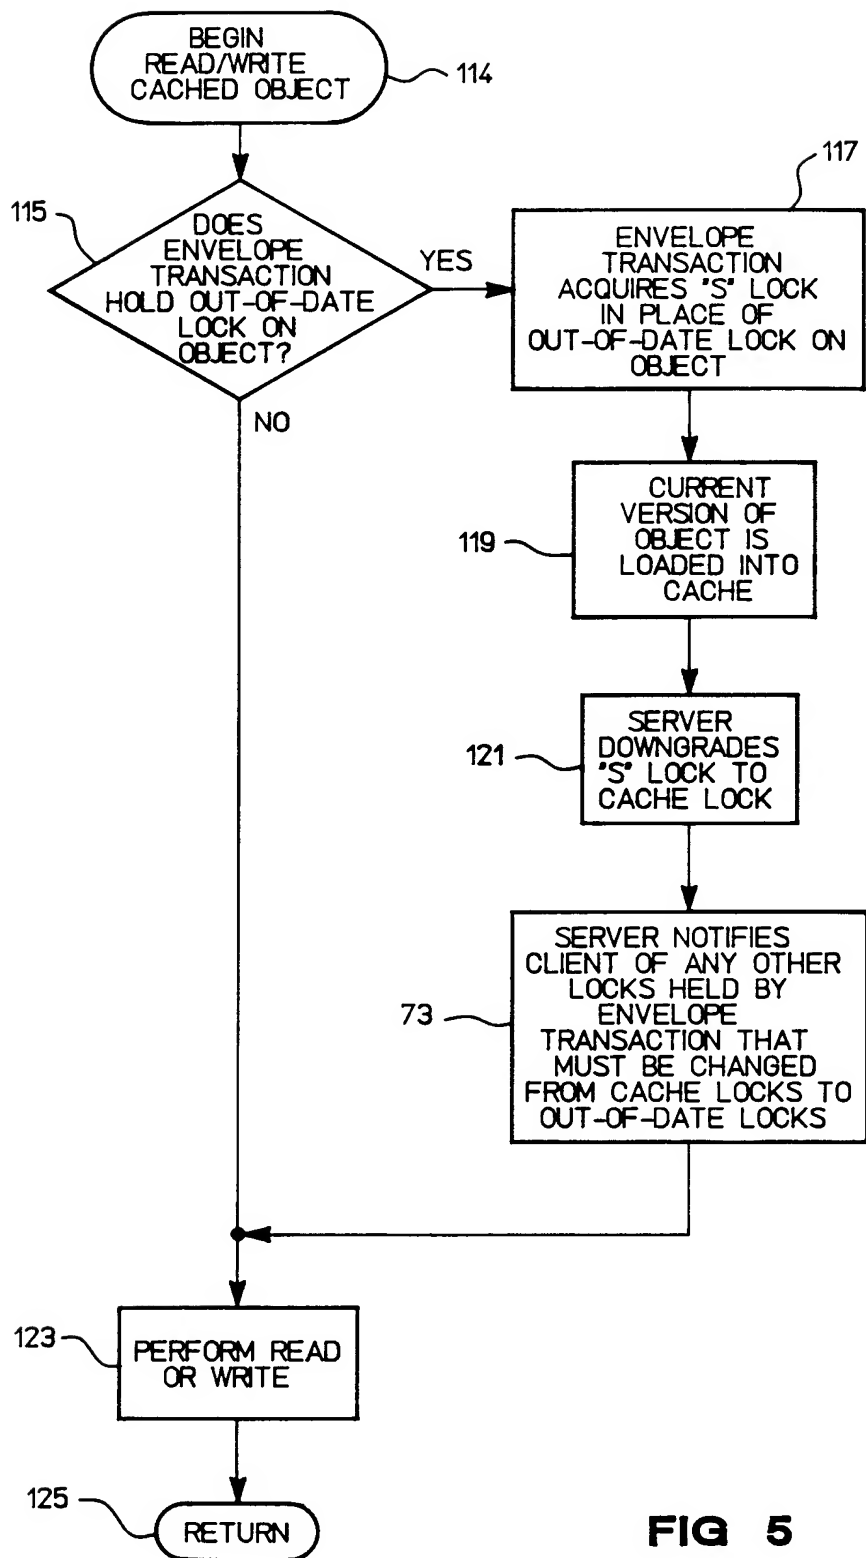 BEGIN
READ/WRITE
CACHED OBJECT
114
115
DOES
ENVELOPE
TRANSACTION
HOLD OUT-OF-DATE
LOCK ON
OBJECT?
YES
NO
117
ENVELOPE
TRANSACTION
ACQUIRES "S" LOCK
IN PLACE OF
OUT-OF-DATE LOCK ON
OBJECT
119
CURRENT
VERSION OF
OBJECT IS
LOADED INTO
CACHE
121
SERVER
DOWNGRADES
"S" LOCK TO
CACHE LOCK
73
SERVER NOTIFIES
CLIENT OF ANY OTHER
LOCKS HELD BY
ENVELOPE
TRANSACTION THAT
MUST BE CHANGED
FROM CACHE LOCKS TO
OUT-OF-DATE LOCKS
123
PERFORM READ
OR WRITE
125
RETURN
FIG 5